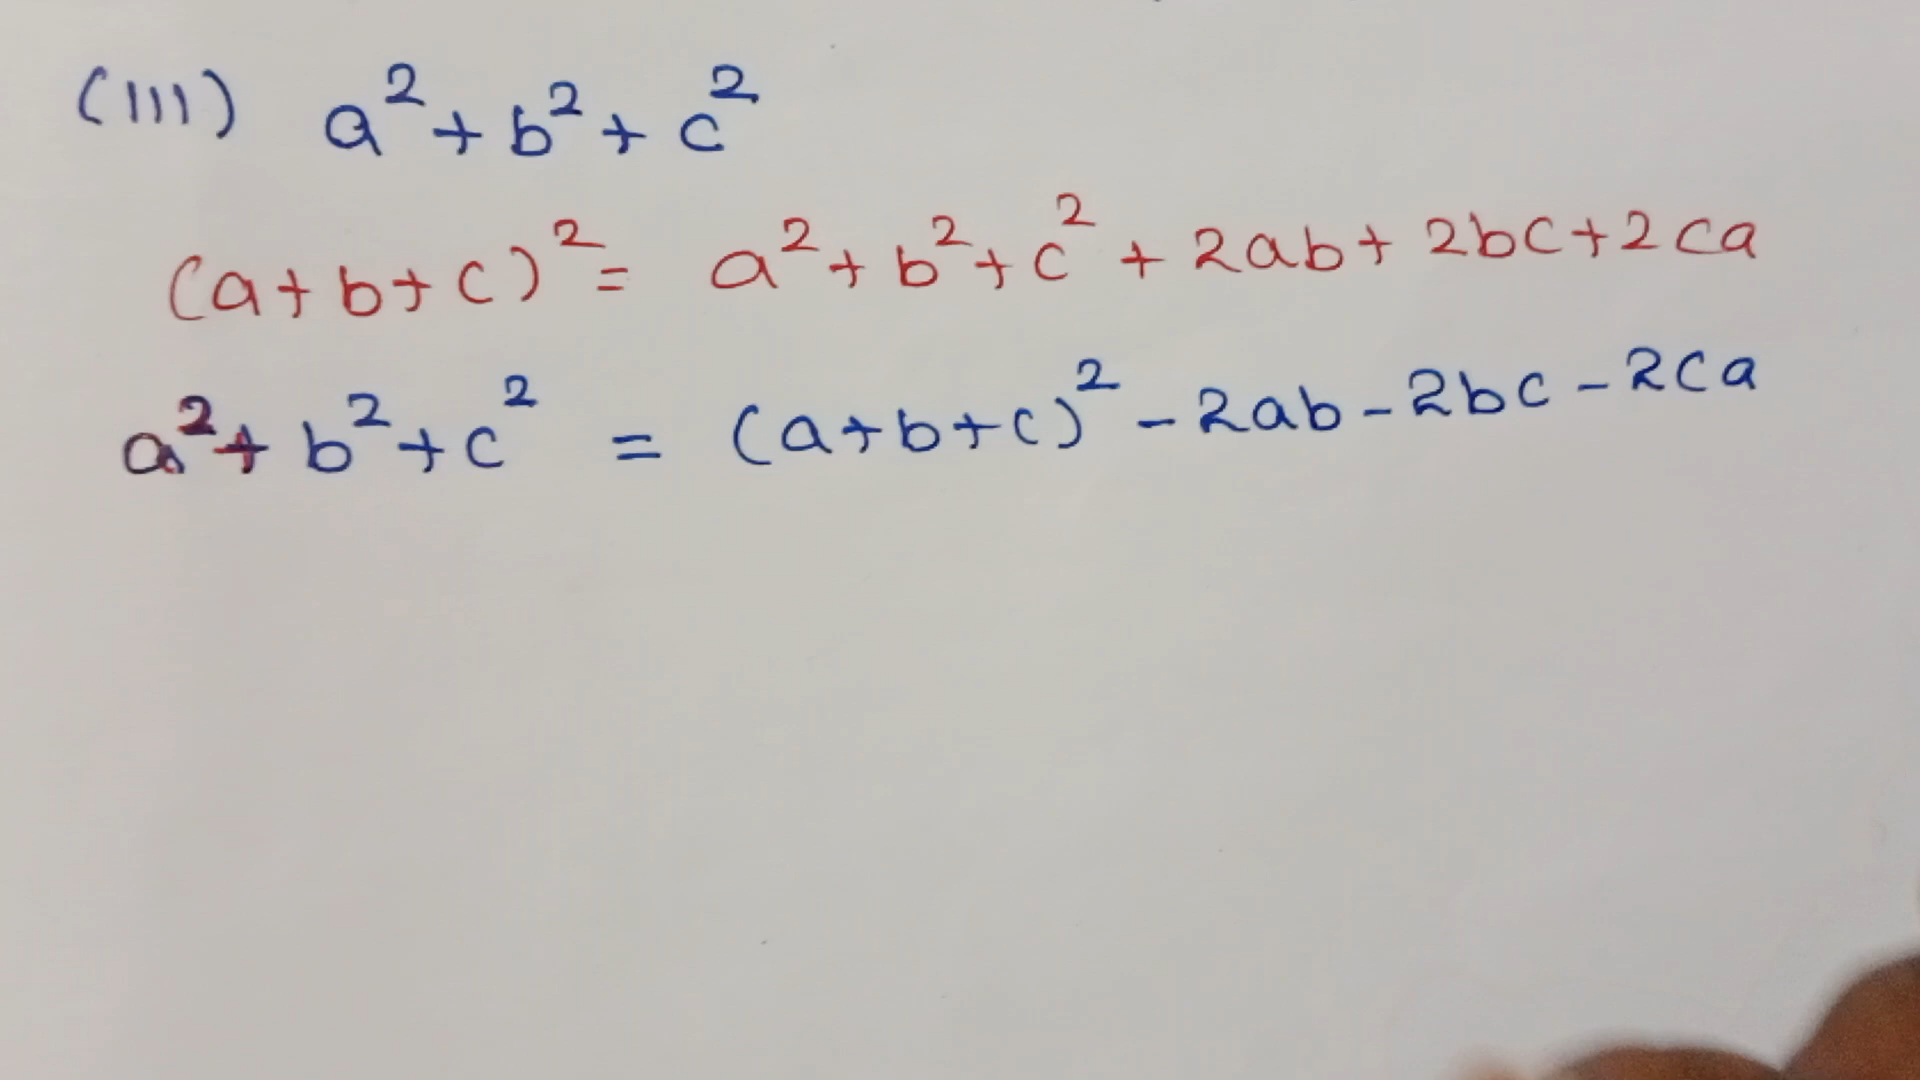 (III) a² + b² + c²
(a+b+c)² = a² + b² + c² + 2ab + 2bc + 2ca
a² + b² + c² = (a+b+c)² - 2ab - 2bc - 2ca